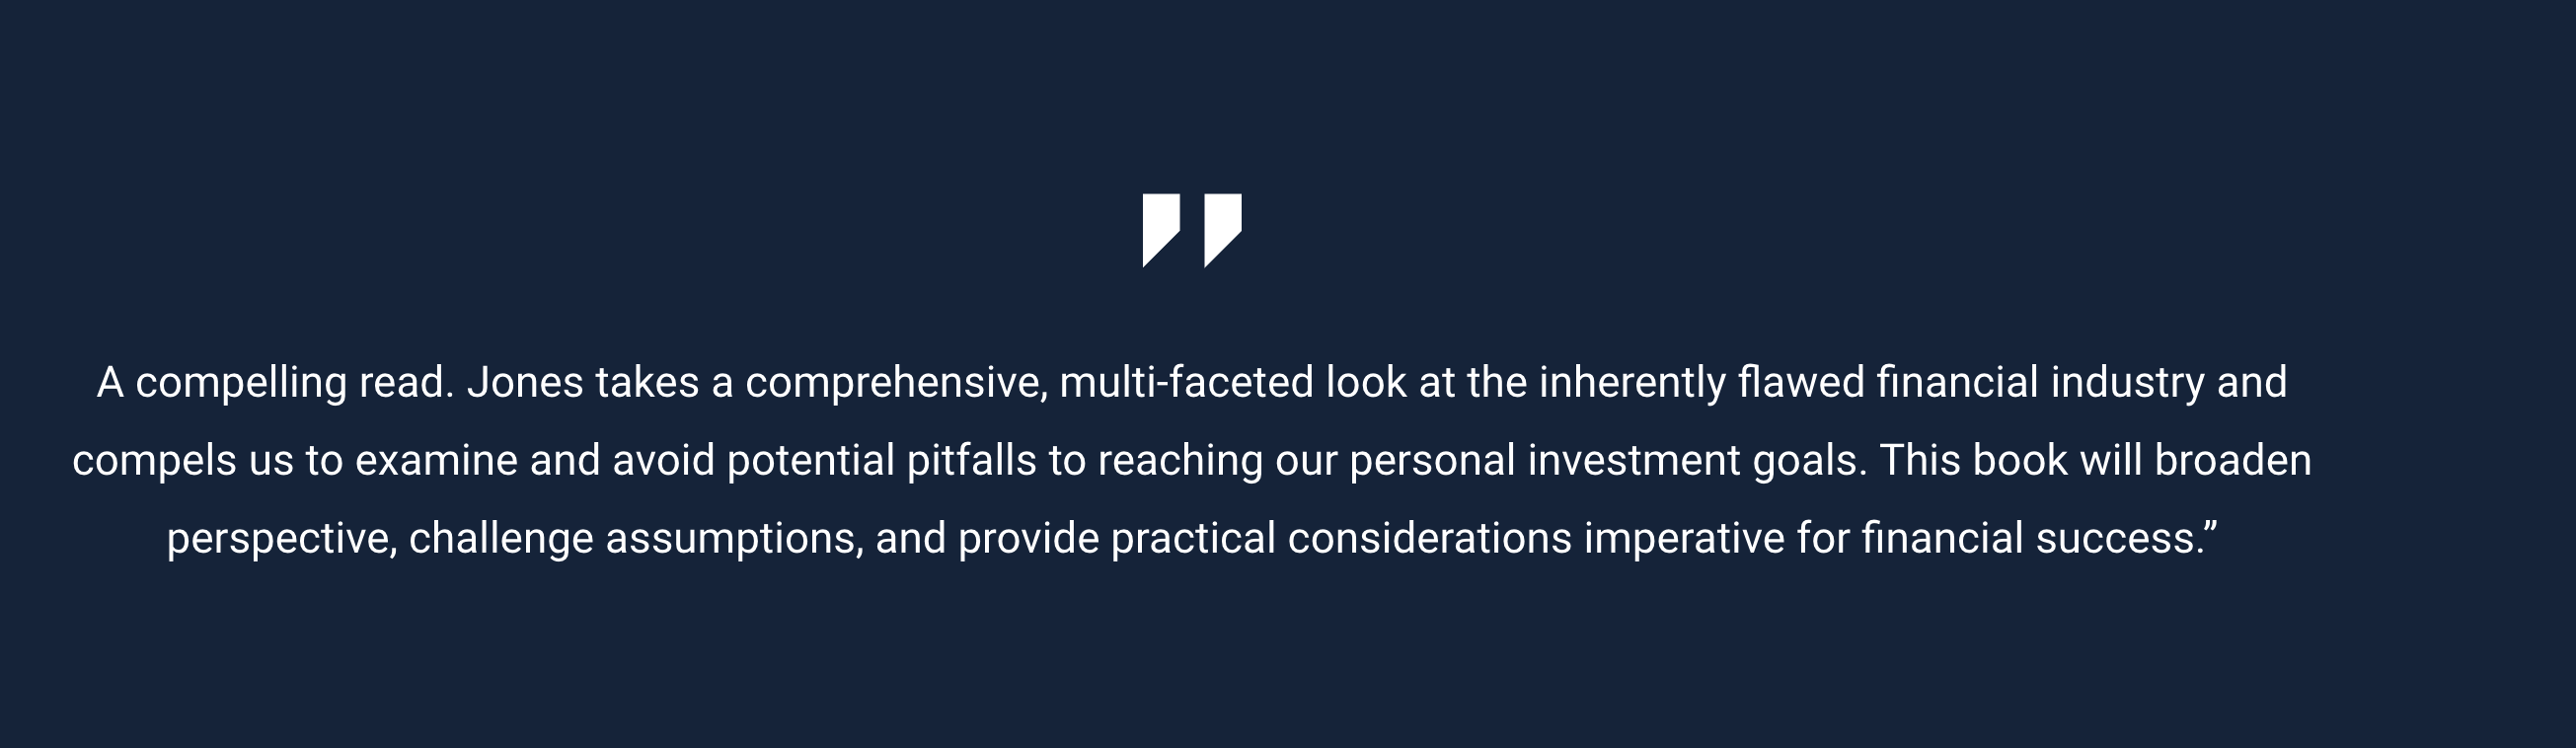 "
A compelling read. Jones takes a comprehensive, multi-faceted look at the inherently flawed financial industry and
compels us to examine and avoid potential pitfalls to reaching our personal investment goals. This book will broaden
perspective, challenge assumptions, and provide practical considerations imperative for financial success.”